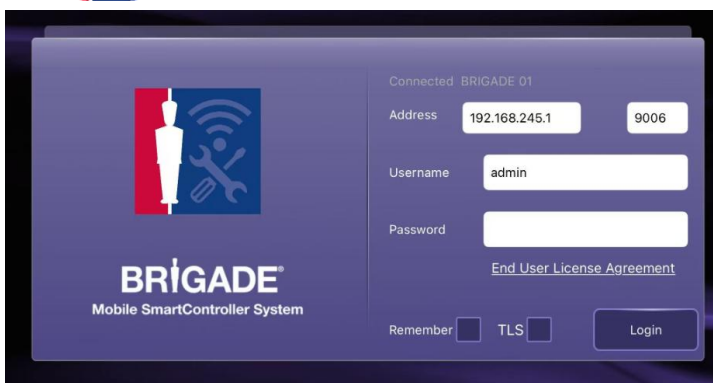 Connected BRIGADE 01
Address 192.168.245.1 9006
Username admin
Password
End User License Agreement
BRIGADE®
Mobile SmartController System
Remember TLS Login